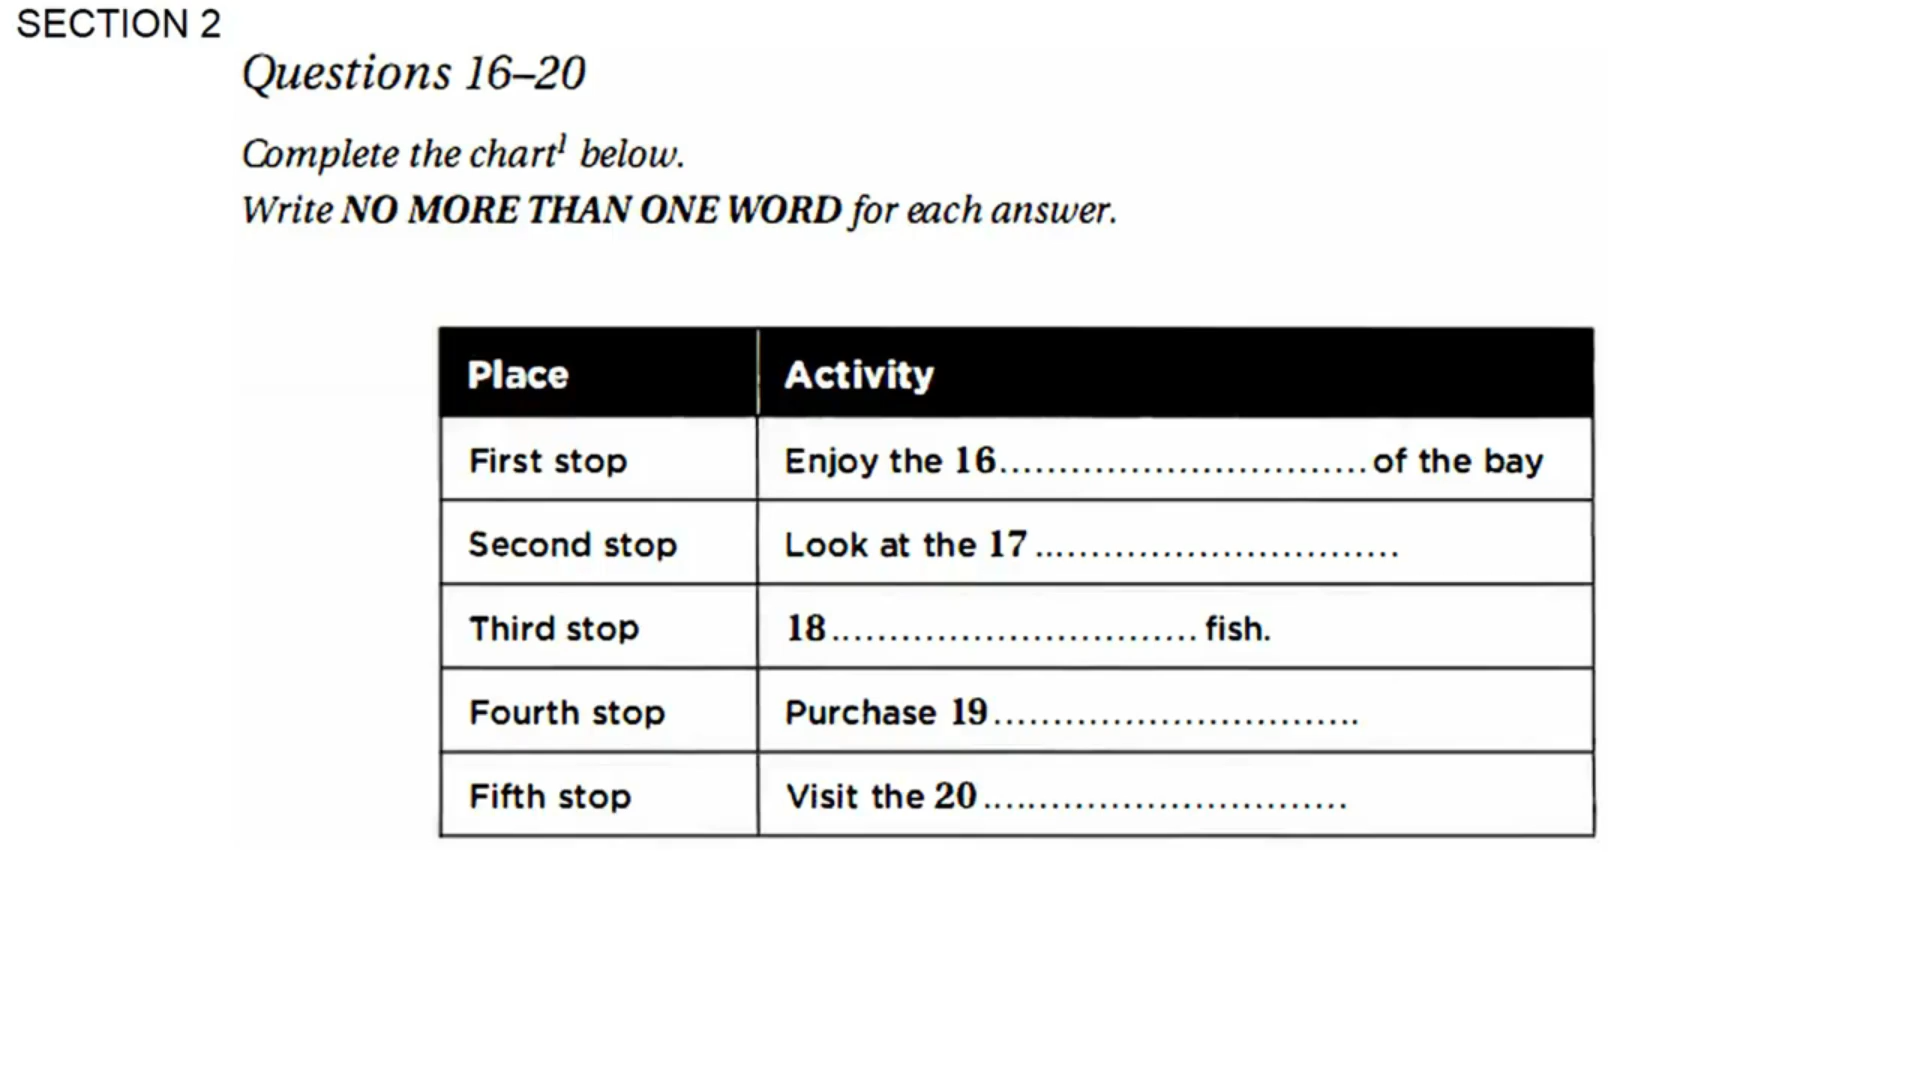 SECTION 2
Questions 16–20
Complete the chart¹ below.
Write NO MORE THAN ONE WORD for each answer.
Place Activity
First stop Enjoy the 16................................ of the bay
Second stop Look at the 17................................
Third stop 18................................ fish.
Fourth stop Purchase 19................................
Fifth stop Visit the 20................................